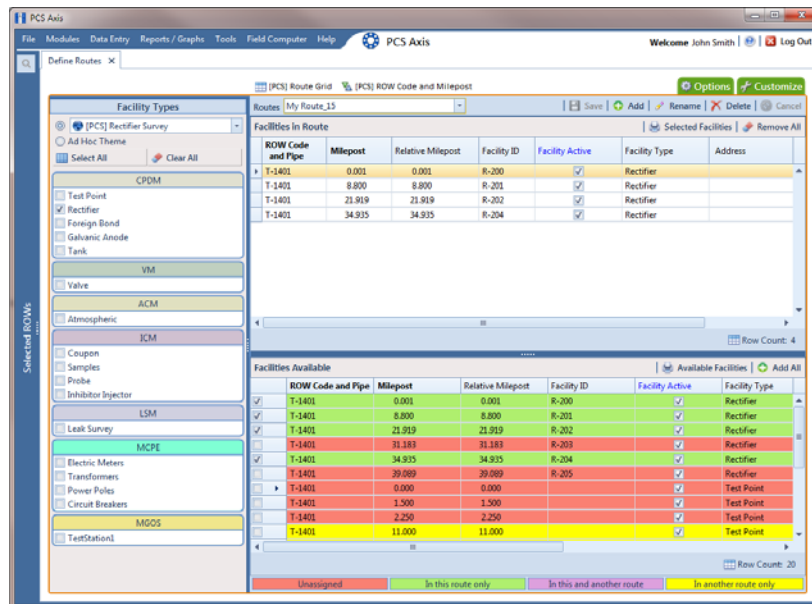 PCS Axis
File Modules Data Entry Reports / Graphs Tools Field Computer Help PCS Axis Welcome John Smith Log Out
Define Routes
[PCS] Route Grid [PCS] ROW Code and Milepost Options Customize
Facility Types
Routes My Route_15 Save Add Rename Delete Cancel
[PCS] Rectifier Survey
Facilities in Route Selected Facilities Remove All
Ad Hoc Theme
Select All Clear All
ROW Code and Pipe Milepost Relative Milepost Facility ID Facility Active Facility Type Address
T-1401 0.001 0.001 R-200 Rectifier
T-1401 8.800 8.800 R-201 Rectifier
T-1401 21.919 21.919 R-202 Rectifier
T-1401 34.935 34.935 R-204 Rectifier
CPDM
Test Point
Rectifier
Foreign Bond
Galvanic Anode
Tank
VM
Valve
ACM
Atmospheric
ICM
Coupon
Samples
Probe
Inhibitor Injector
LSM
Leak Survey
MCPE
Electric Meters
Transformers
Power Poles
Circuit Breakers
MGOS
TestStation1
Selected ROWs
Row Count: 4
Facilities Available Available Facilities Add All
ROW Code and Pipe Milepost Relative Milepost Facility ID Facility Active Facility Type
T-1401 0.001 0.001 R-200 Rectifier
T-1401 8.800 8.800 R-201 Rectifier
T-1401 21.919 21.919 R-202 Rectifier
T-1401 31.183 31.183 R-203 Rectifier
T-1401 34.935 34.935 R-204 Rectifier
T-1401 39.089 39.089 R-205 Rectifier
T-1401 0.000 0.000 Test Point
T-1401 1.500 1.500 Test Point
T-1401 2.250 2.250 Test Point
T-1401 11.000 11.000 Test Point
Row Count: 20
Unassigned In this route only In this and another route In another route only